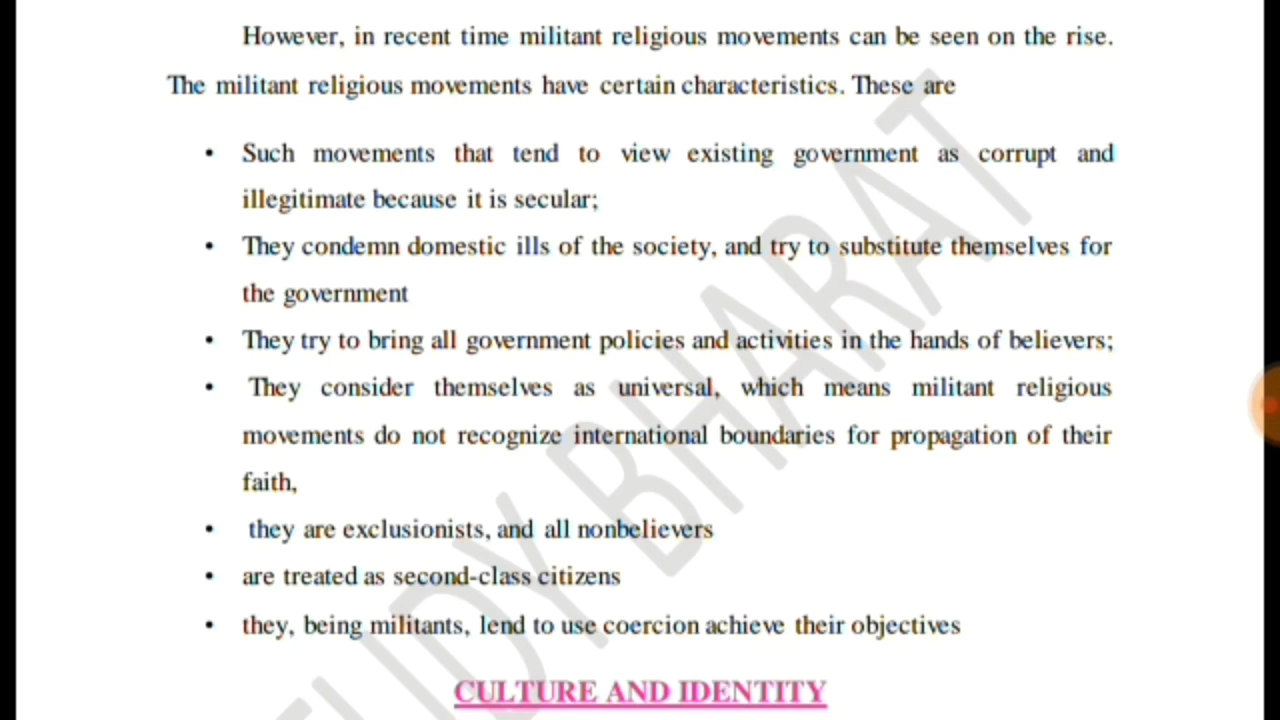 However, in recent time militant religious movements can be seen on the rise.
The militant religious movements have certain characteristics. These are
• Such movements that tend to view existing government as corrupt and
illegitimate because it is secular;
• They condemn domestic ills of the society, and try to substitute themselves for
the government
• They try to bring all government policies and activities in the hands of believers;
• They consider themselves as universal, which means militant religious
movements do not recognize international boundaries for propagation of their
faith,
• they are exclusionists, and all nonbelievers
• are treated as second-class citizens
• they, being militants, lend to use coercion achieve their objectives
CULTURE AND IDENTITY
BHARAT